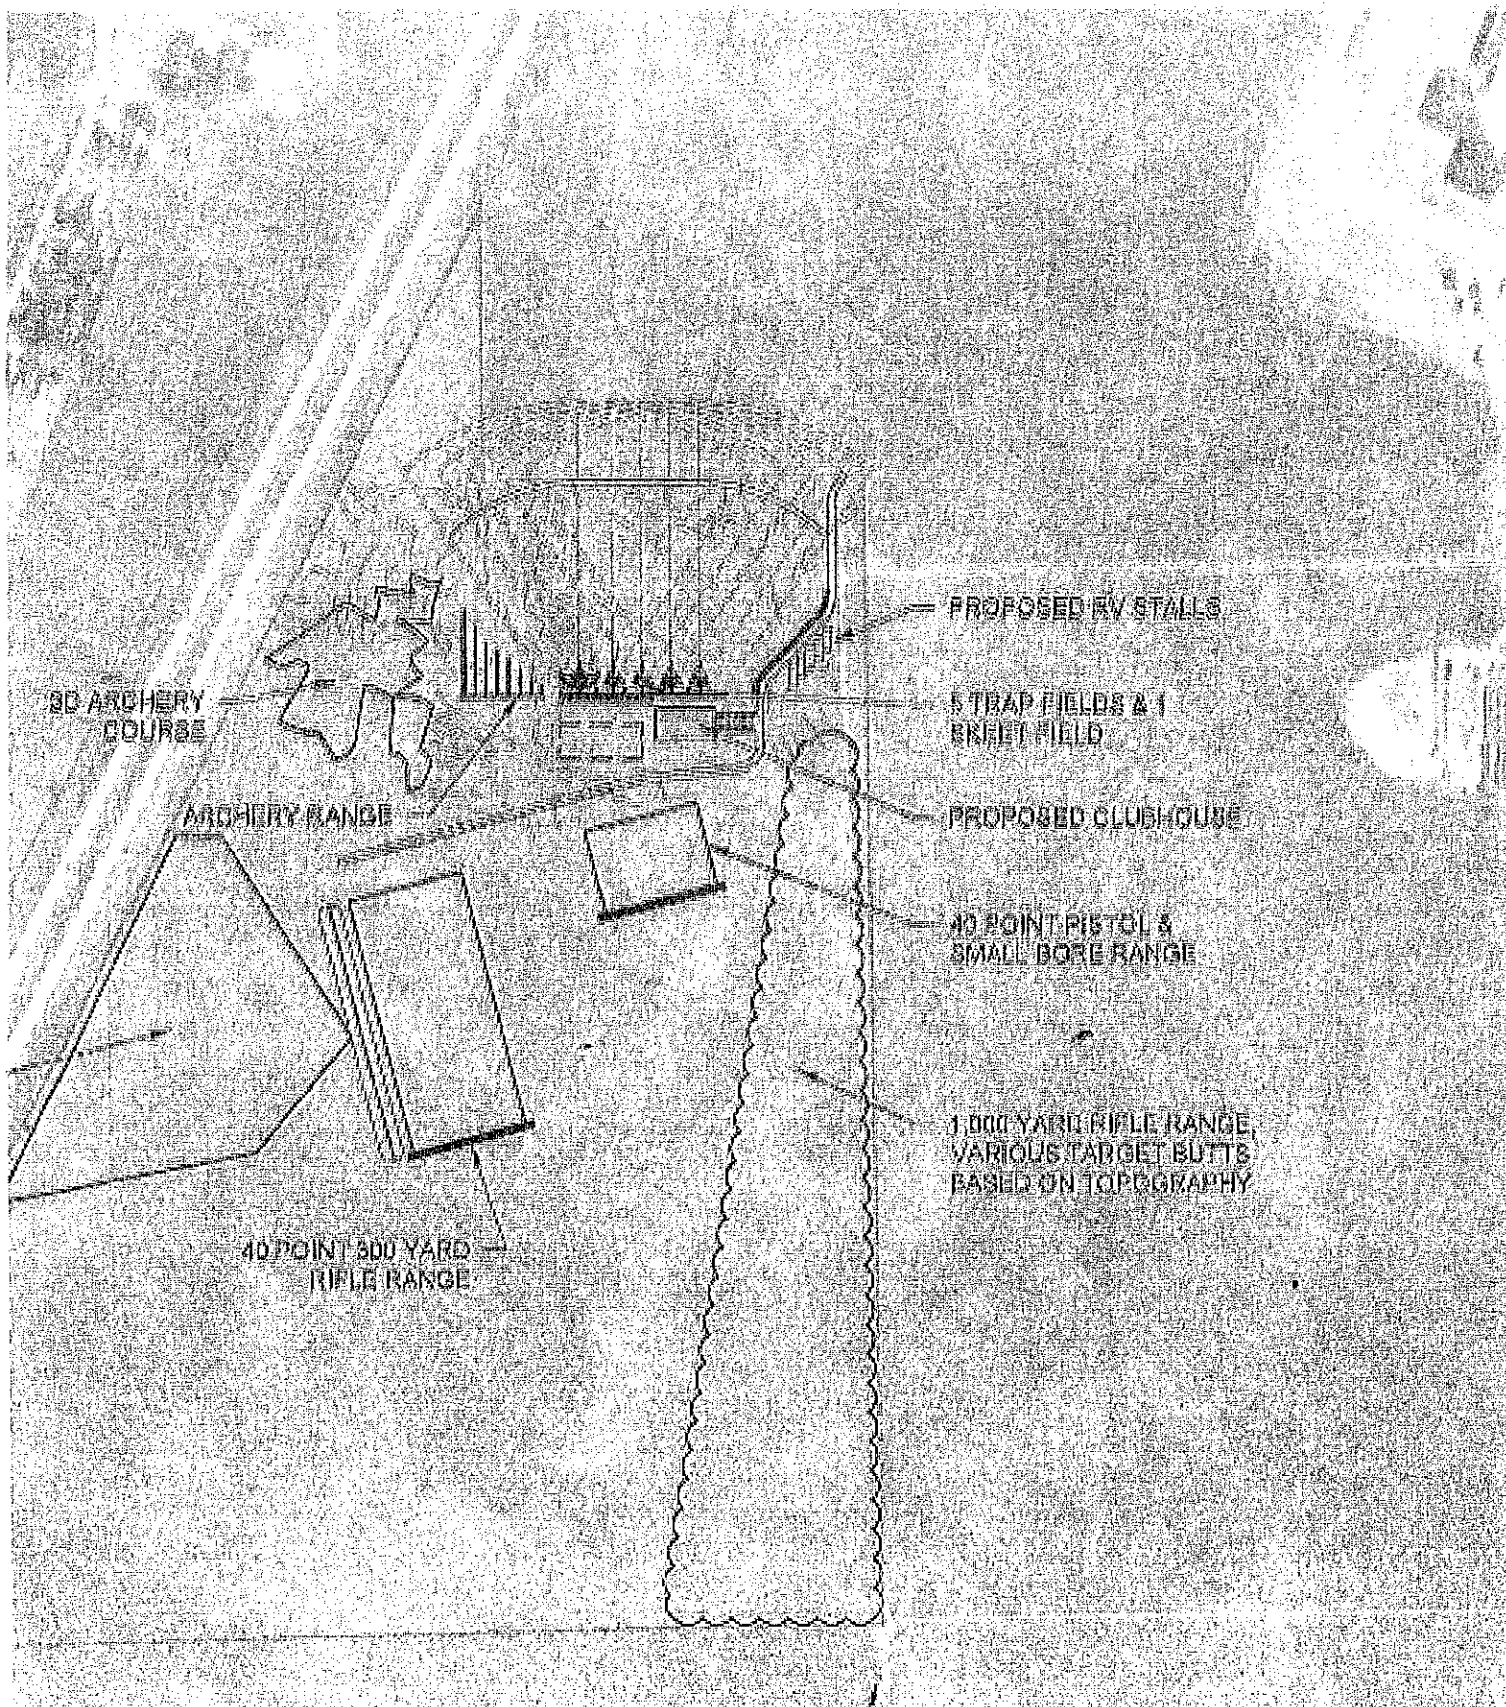 PROPOSED RV STALLS
3D ARCHERY
COURSE
5 TRAP FIELDS & 1
SKEET FIELD
ARCHERY RANGE
PROPOSED CLUBHOUSE
40 POINT PISTOL &
SMALL BORE RANGE
1,000 YARD RIFLE RANGE,
VARIOUS TARGET BUTTS
BASED ON TOPOGRAPHY
40 POINT 300 YARD
RIFLE RANGE